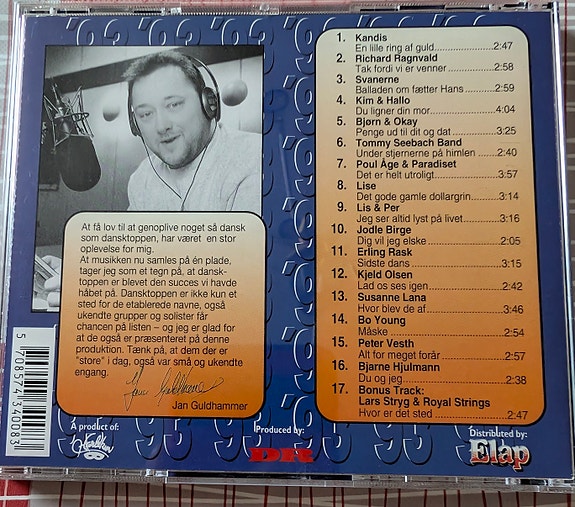 '93 '93 '93 '93 '93
At få lov til at genoplive noget så dansk
som dansktoppen, har været en stor
oplevelse for mig.
At musikken nu samles på én plade,
tager jeg som et tegn på, at dansk-
toppen er blevet den succes vi havde
håbet på. Dansktoppen er ikke kun et
sted for de etablerede navne, også
ukendte grupper og solister får
chancen på listen – og jeg er glad for
at de også er præsenteret på denne
produktion. Tænk på, at dem der er
"store" i dag, også var små og ukendte
engang.
Jan Guldhammer
Jan Guldhammer
5 708574 340083
A product of:
Produced by:
DR
1. Kandis
En lille ring af guld..................2:47
2. Richard Ragnvald
Tak fordi vi er venner..............2:58
3. Svanerne
Balladen om fætter Hans........2:59
4. Kim & Hallo
Du ligner din mor....................4:04
5. Bjørn & Okay
Penge ud til dit og dat.............3:25
6. Tommy Seebach Band
Under stjernerne på himlen.....2:40
7. Poul Åge & Paradiset
Det er helt utroligt...................3:57
8. Lise
Det gode gamle dollargrin........3:14
9. Lis & Per
Jeg ser altid lyst på livet..........3:16
10. Jodle Birge
Dig vil jeg elske.....................2:05
11. Erling Rask
Sidste dans..........................3:15
12. Kjeld Olsen
Lad os ses igen....................2:42
13. Susanne Lana
Hvor blev de af.....................3:46
14. Bo Young
Måske..................................2:54
15. Peter Vesth
Alt for meget forår.................2:57
16. Bjarne Hjulmann
Du og jeg.............................2:38
17. Bonus Track:
Lars Stryg & Royal Strings
Hvor er det sted....................2:47
Distributed by:
Elap